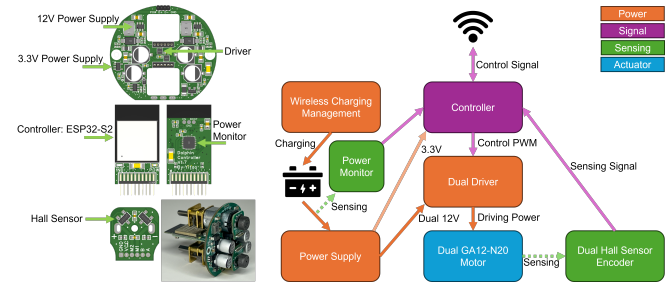 12V Power Supply
Driver
3.3V Power Supply
Controller: ESP32-S2
Power
Monitor
Dolphin
Controller
Hall Sensor
Power
Signal
Sensing
Actuator
Control Signal
Wireless Charging
Management
Controller
Charging
Power
Monitor
3.3V
Control PWM
Sensing Signal
Sensing
Dual Driver
Dual 12V
Driving Power
Power Supply
Dual GA12-N20
Motor
Sensing
Dual Hall Sensor
Encoder